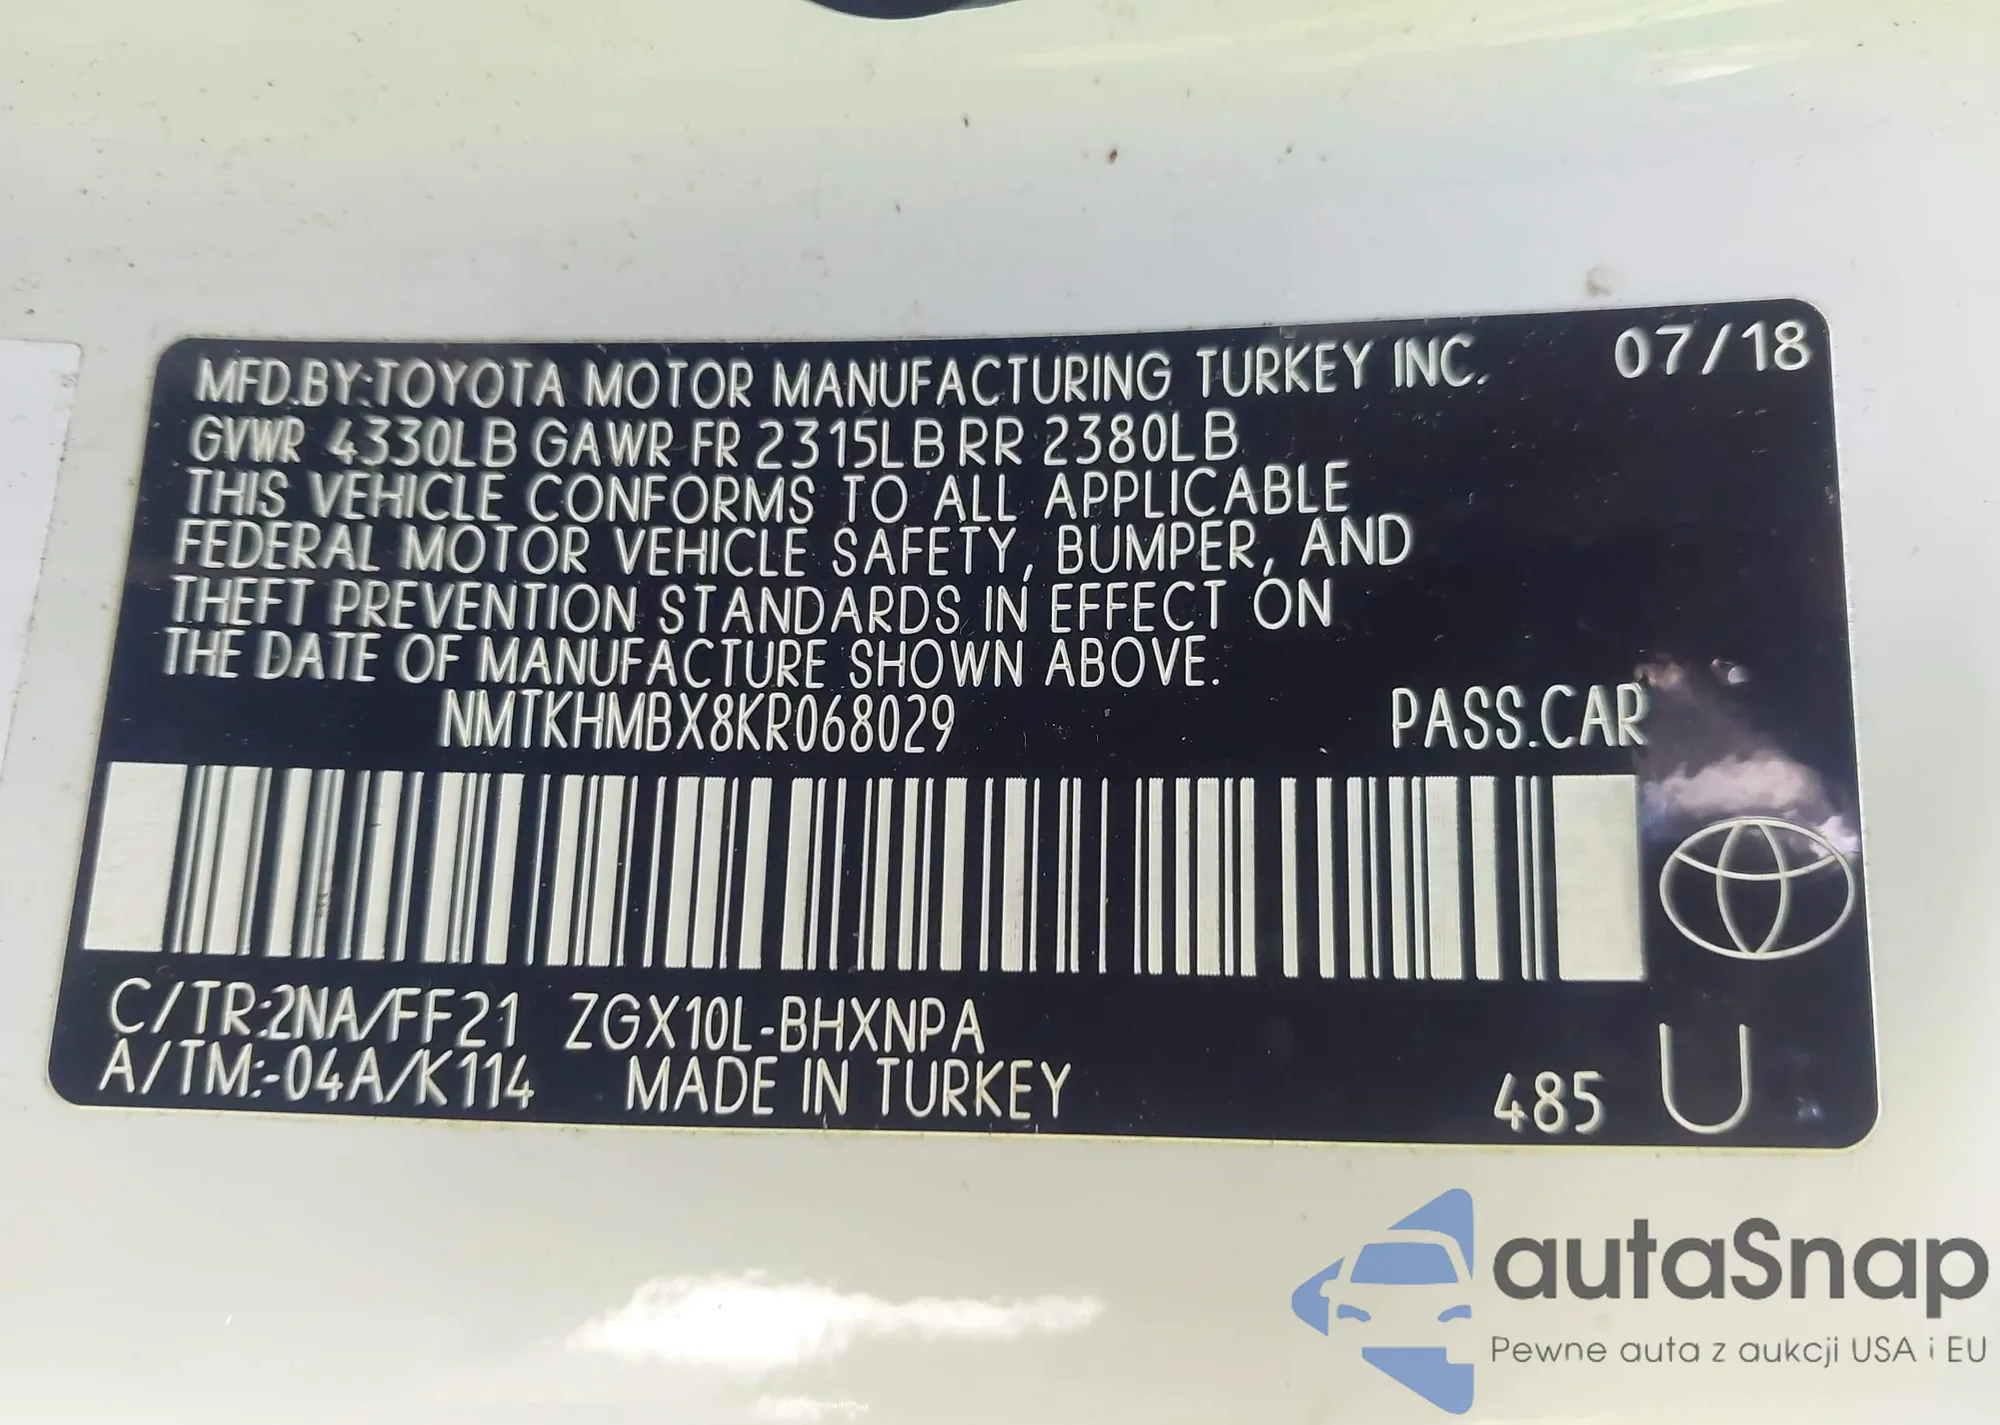 MFD.BY:TOYOTA MOTOR MANUFACTURING TURKEY INC. 07/18
GVWR 4330LB GAWR FR 2315LB RR 2380LB
THIS VEHICLE CONFORMS TO ALL APPLICABLE
FEDERAL MOTOR VEHICLE SAFETY, BUMPER, AND
THEFT PREVENTION STANDARDS IN EFFECT ON
THE DATE OF MANUFACTURE SHOWN ABOVE.
NMTKHMBX8KR068029 PASS.CAR
C/TR:2NA/FF21 ZGX10L-BHXNPA
A/TM:-04A/K114 MADE IN TURKEY 485 U
autaSnap
Pewne auta z aukcji USA i EU